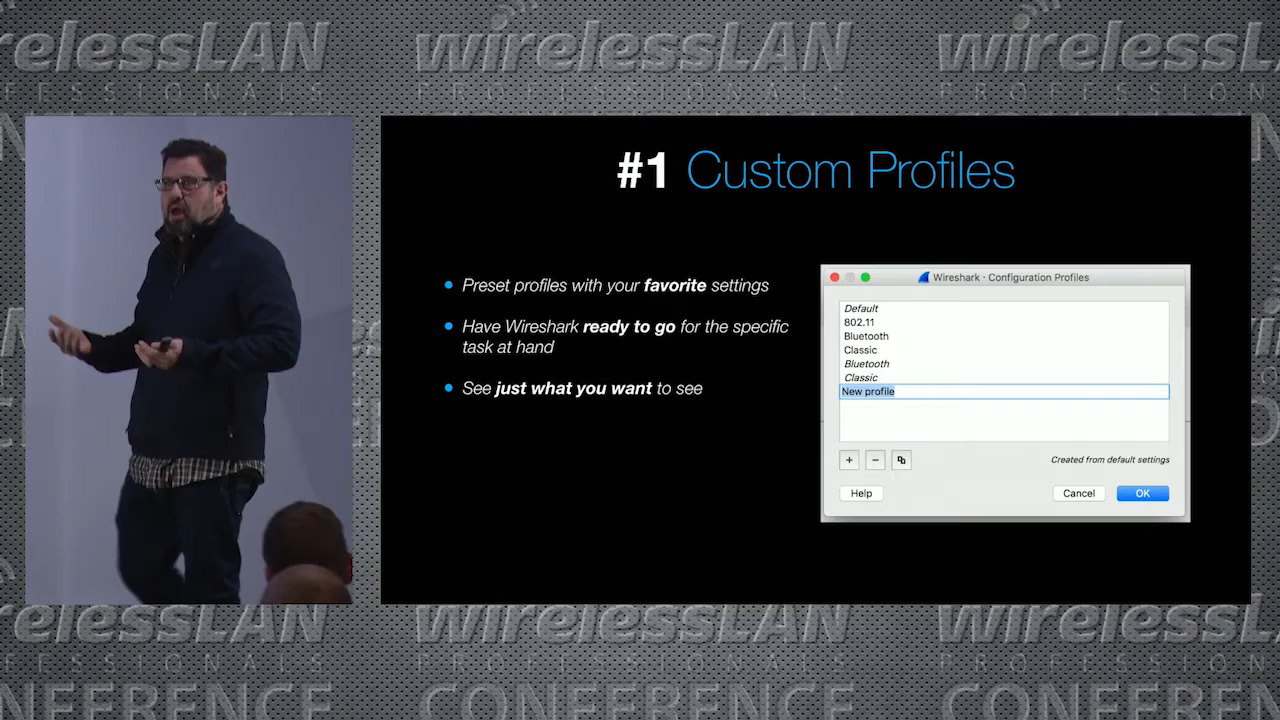 wirelessLAN
PROFESSIONALS
#1 Custom Profiles
Preset profiles with your favorite settings
Have Wireshark ready to go for the specific
task at hand
See just what you want to see
Wireshark · Configuration Profiles
Default
802.11
Bluetooth
Classic
Bluetooth
Classic
New profile
+ −
Created from default settings
Help
Cancel
OK
wirelessLAN
PROFESSIONALS
CONFERENCE